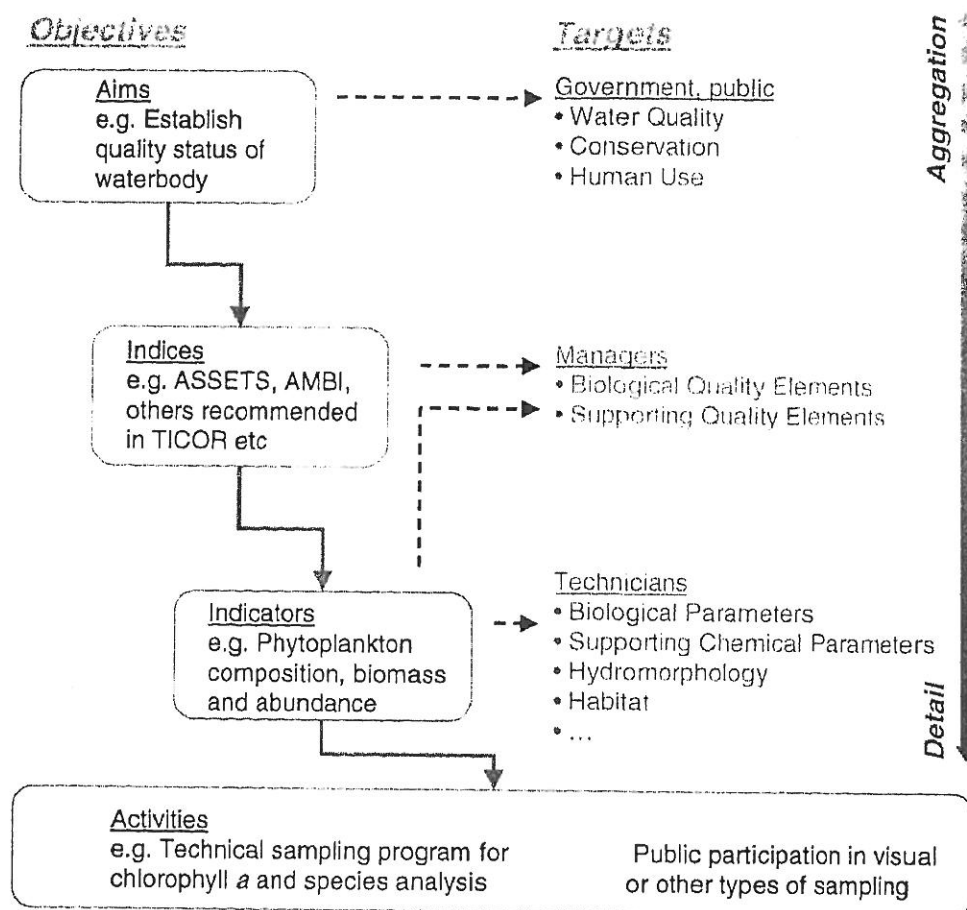 Objectives
Targets
Aims
e.g. Establish
quality status of
waterbody
Government, public
• Water Quality
• Conservation
• Human Use
Aggregation
Indices
e.g. ASSETS, AMBI,
others recommended
in TICOR etc
Managers
• Biological Quality Elements
• Supporting Quality Elements
Indicators
e.g. Phytoplankton
composition, biomass
and abundance
Technicians
• Biological Parameters
• Supporting Chemical Parameters
• Hydromorphology
• Habitat
• ...
Detail
Activities
e.g. Technical sampling program for
chlorophyll a and species analysis
Public participation in visual
or other types of sampling